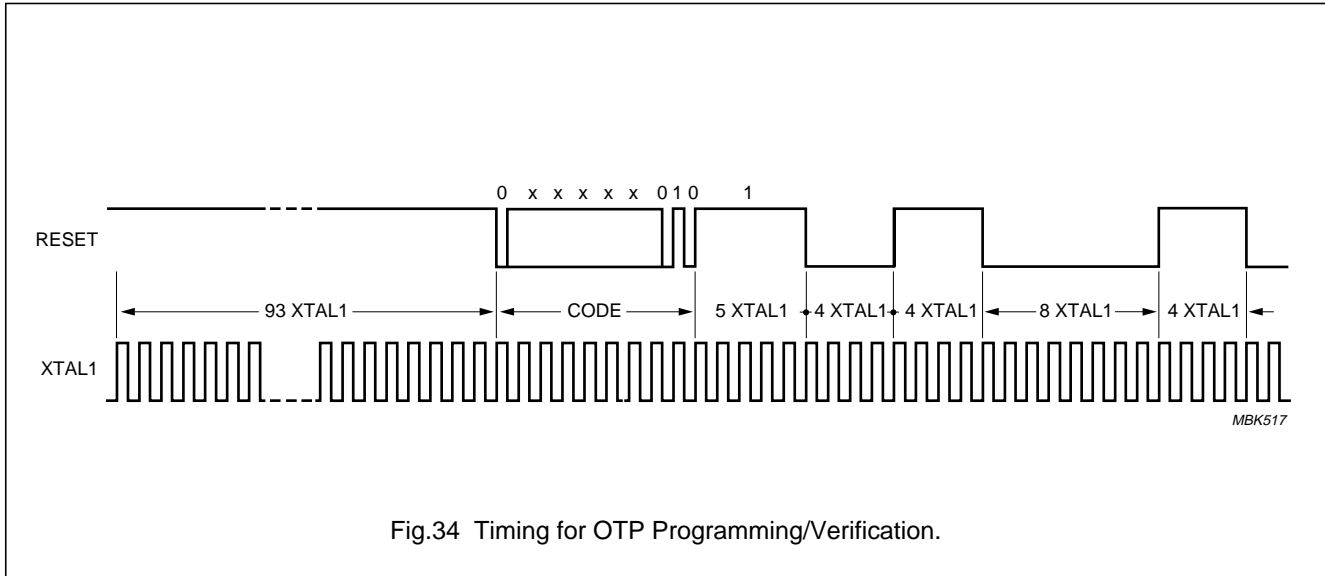 0 x x x x x 0 1 0 1
RESET
93 XTAL1 CODE 5 XTAL1 4 XTAL1 4 XTAL1 8 XTAL1 4 XTAL1
XTAL1
MBK517
Fig.34 Timing for OTP Programming/Verification.